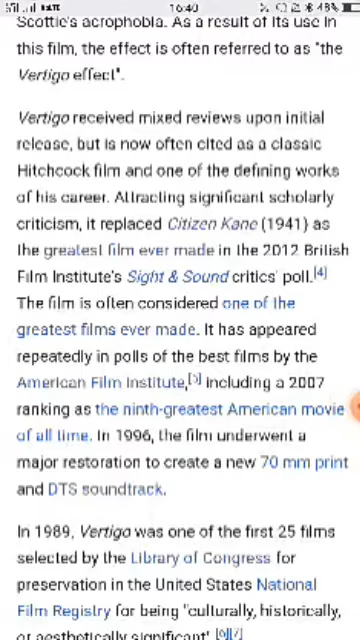 16:40
48%
Scottie's acrophobia. As a result of its use in
this film, the effect is often referred to as "the
Vertigo effect".
Vertigo received mixed reviews upon initial
release, but is now often cited as a classic
Hitchcock film and one of the defining works
of his career. Attracting significant scholarly
criticism, it replaced Citizen Kane (1941) as
the greatest film ever made in the 2012 British
Film Institute's Sight & Sound critics' poll.[4]
The film is often considered one of the
greatest films ever made. It has appeared
repeatedly in polls of the best films by the
American Film Institute,[5] including a 2007
ranking as the ninth-greatest American movie
of all time. In 1996, the film underwent a
major restoration to create a new 70 mm print
and DTS soundtrack.
In 1989, Vertigo was one of the first 25 films
selected by the Library of Congress for
preservation in the United States National
Film Registry for being "culturally, historically,
or aesthetically significant".[6][7]